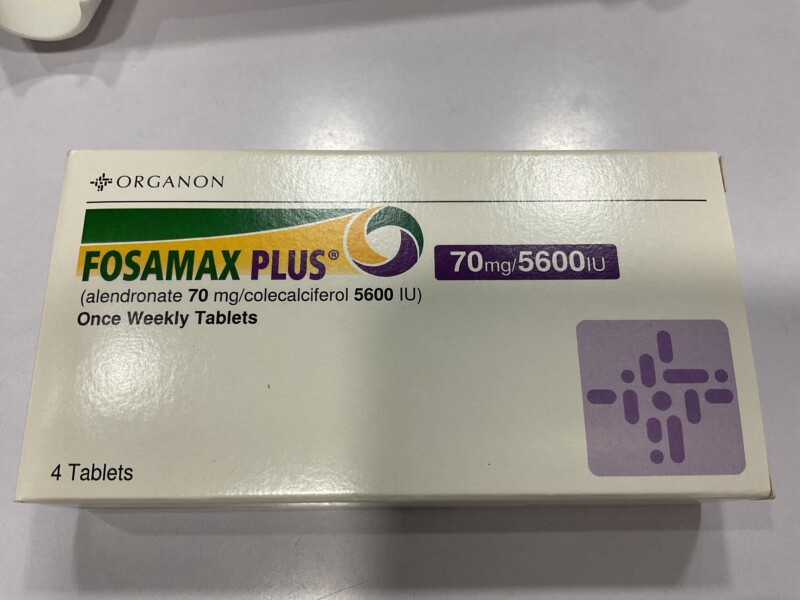 ORGANON
FOSAMAX PLUS®
70mg/5600IU
(alendronate 70 mg/colecalciferol 5600 IU)
Once Weekly Tablets
4 Tablets